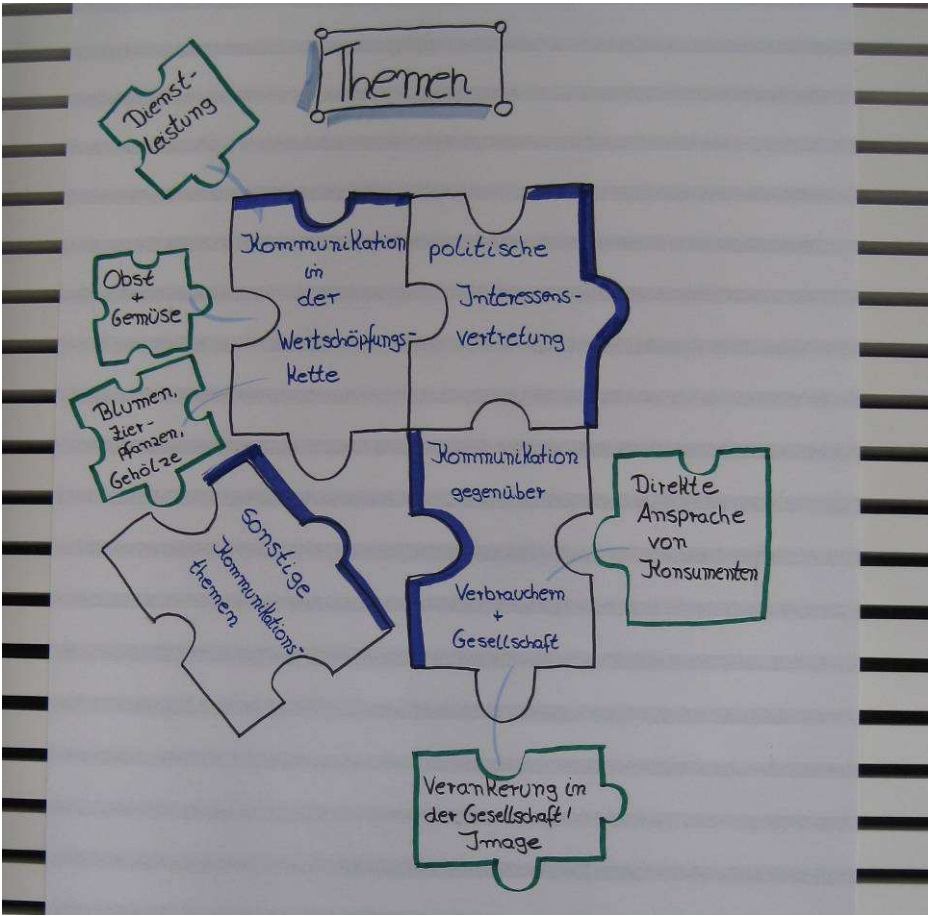 Themen
Dienst-
leistung
Kommunikation
in
der
Wertschöpfungs-
Kette
politische
Interessens-
vertretung
Obst
+
Gemüse
Blumen,
Zier-
pflanzen,
Gehölze
sonstige
Kommunikations-
themen
Kommunikation
gegenüber
Verbrauchern
+
Gesellschaft
Direkte
Ansprache
von
Konsumenten
Verankerung in
der Gesellschaft /
Image